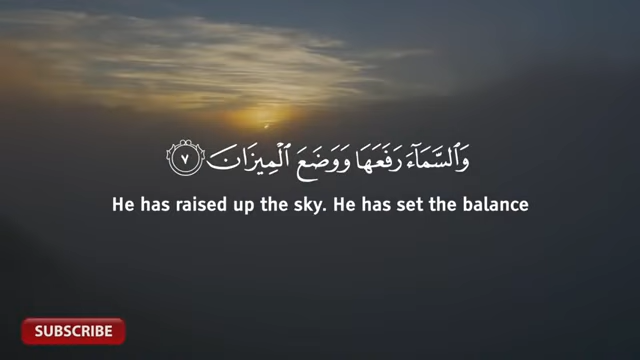 وَٱلسَّمَآءَ رَفَعَهَا وَوَضَعَ ٱلْمِيزَانَ ٧
He has raised up the sky. He has set the balance
SUBSCRIBE